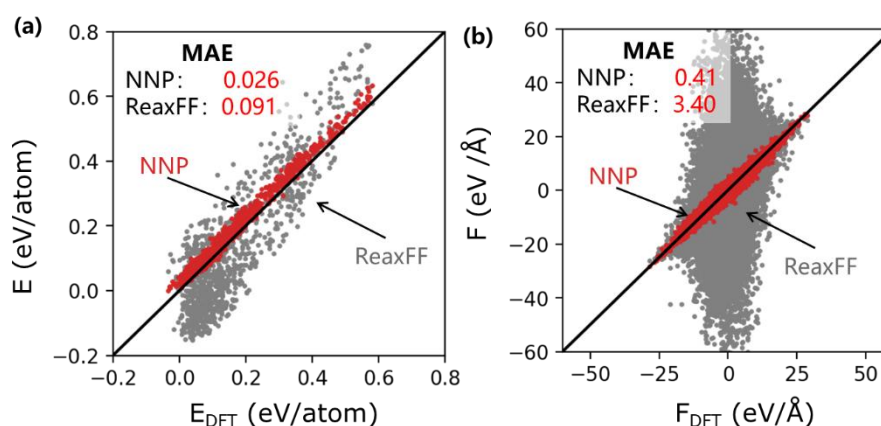 (a)
MAE
NNP: 0.026
ReaxFF: 0.091
NNP
ReaxFF
E (eV/atom)
0.8
0.6
0.4
0.2
0.0
−0.2
−0.2 0.0 0.2 0.4 0.6 0.8
E_DFT (eV/atom)
(b)
MAE
NNP: 0.41
ReaxFF: 3.40
NNP
ReaxFF
F (eV /Å)
60
40
20
0
−20
−40
−60
−50 −25 0 25 50
F_DFT (eV/Å)